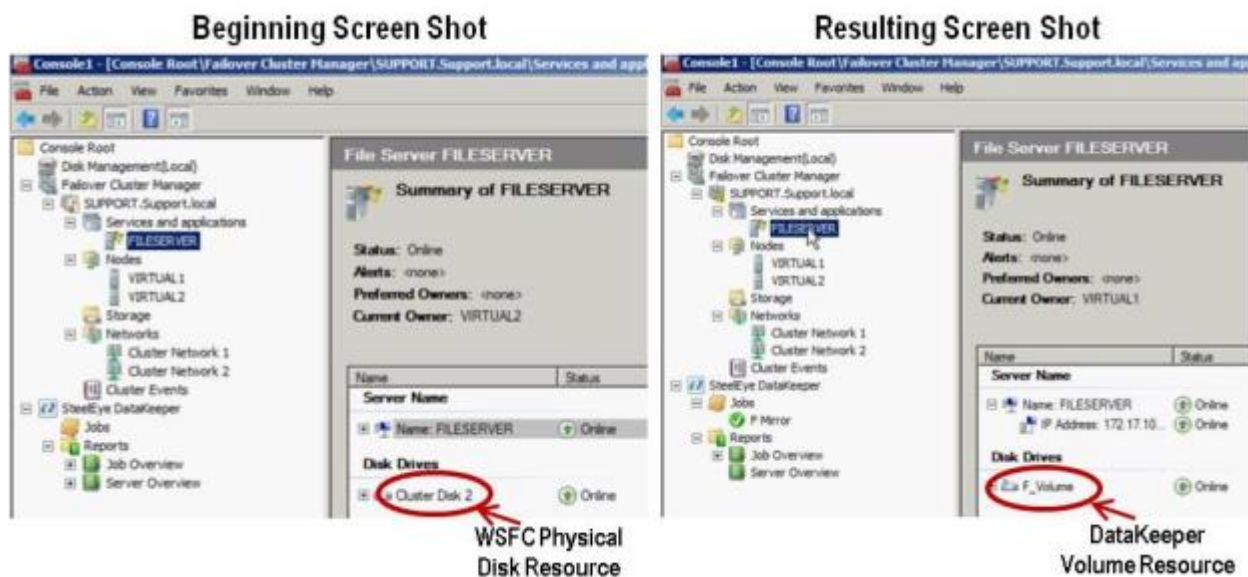 Beginning Screen Shot
Console1 - [Console Root\Failover Cluster Manager\SUPPORT.Support.local\Services and appl
File Action View Favorites Window Help
Console Root
Disk Management(Local)
Failover Cluster Manager
SUPPORT.Support.local
Services and applications
FILESERVER
Nodes
VIRTUAL1
VIRTUAL2
Storage
Networks
Cluster Network 1
Cluster Network 2
Cluster Events
SteelEye DataKeeper
Jobs
Reports
Job Overview
Server Overview
File Server FILESERVER
Summary of FILESERVER
Status: Online
Alerts: <none>
Preferred Owners: <none>
Current Owner: VIRTUAL2
Name Status
Server Name
Name: FILESERVER Online
Disk Drives
Cluster Disk 2 Online
WSFC Physical
Disk Resource
Resulting Screen Shot
Console1 - [Console Root\Failover Cluster Manager\SUPPORT.Support.local\Services and ap
File Action View Favorites Window Help
Console Root
Disk Management(Local)
Failover Cluster Manager
SUPPORT.Support.local
Services and applications
FILESERVER
Nodes
VIRTUAL1
VIRTUAL2
Storage
Networks
Cluster Network 1
Cluster Network 2
Cluster Events
SteelEye DataKeeper
Jobs
F Mirror
Reports
Job Overview
Server Overview
File Server FILESERVER
Summary of FILESERVER
Status: Online
Alerts: <none>
Preferred Owners: <none>
Current Owner: VIRTUAL1
Name Status
Server Name
Name: FILESERVER Online
IP Address: 172.17.10... Online
Disk Drives
F_Volume Online
DataKeeper
Volume Resource